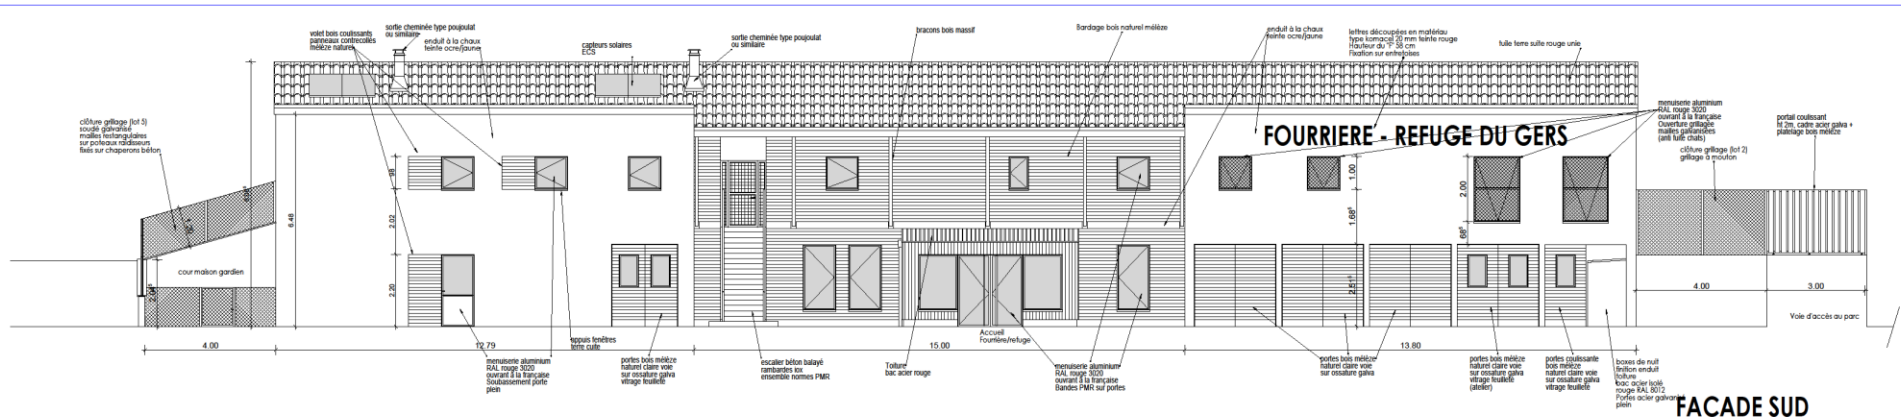 volet bois coulissants
panneaux contrecollés
mélèze naturel
sortie cheminée type poujoulat
ou similaire
enduit à la chaux
teinte ocre/jaune
capteurs solaires
ECS
sortie cheminée type poujoulat
ou similaire
bracons bois massif
Bardage bois naturel mélèze
enduit à la chaux
teinte ocre/jaune
lettres découpées en matériau
type komacel 20 mm teinte rouge
Hauteur du "F" 58 cm
Fixation sur entretoises
tuile terre suite rouge unie
clôture grillage (lot 5)
soudé galvanisé
mailles restangulaires
sur poteaux raidisseurs
fixés sur chaperons béton
FOURRIERE - REFUGE DU GERS
menuiserie aluminium
RAL rouge 3020
ouvrant à la française
Ouverture grillagée
mailles galvanisées
(anti fuite chats)
portail coulissant
ht 2m, cadre acier galva +
platelage bois mélèze
clôture grillage (lot 2)
grillage à mouton
6.48
98
2.02
2.20
1.00
1.68⁵
2.51⁵
2.00
68⁵
cour maison gardien
2.04⁵
4.00
3.00
Voie d'accès au parc
Accueil
Fourrière/refuge
4.00
12.79
15.00
13.80
appuis fenêtres
terre cuite
menuiserie aluminium
RAL rouge 3020
ouvrant à la française
Soubassement porte
plein
portes bois mélèze
naturel claire voie
sur ossature galva
vitrage feuilleté
escalier béton balayé
rambardes iox
ensemble normes PMR
Toiture
bac acier rouge
menuiserie aluminium
RAL rouge 3020
ouvrant à la française
Bandes PMR sur portes
portes bois mélèze
naturel claire voie
sur ossature galva
portes bois mélèze
naturel claire voie
sur ossature galva
vitrage feuilleté
(atelier)
portes coulissante
bois mélèze
naturel claire voie
sur ossature galva
vitrage feuilleté
boxes de nuit
finition enduit
toiture
bac acier isolé
rouge RAL 8012
Portes acier galvanisé
plein
FACADE SUD